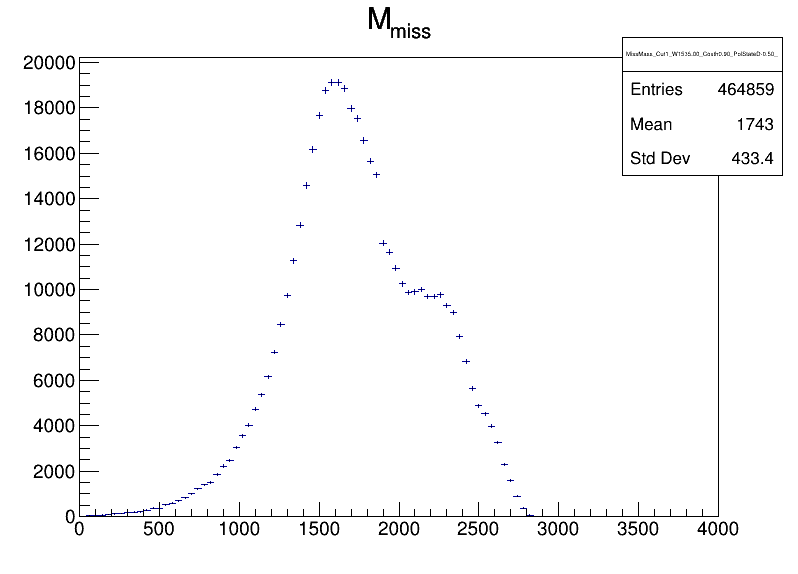 M_miss
MissMass_Cut1_W1535.00_Costh0.90_PolStateD-0.50_
Entries 464859
Mean 1743
Std Dev 433.4
20000
18000
16000
14000
12000
10000
8000
6000
4000
2000
0
0 500 1000 1500 2000 2500 3000 3500 4000